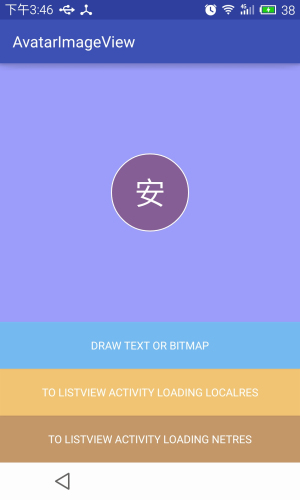 下午3:46
4G
38
AvatarImageView
安
DRAW TEXT OR BITMAP
TO LISTVIEW ACTIVITY LOADING LOCALRES
TO LISTVIEW ACTIVITY LOADING NETRES